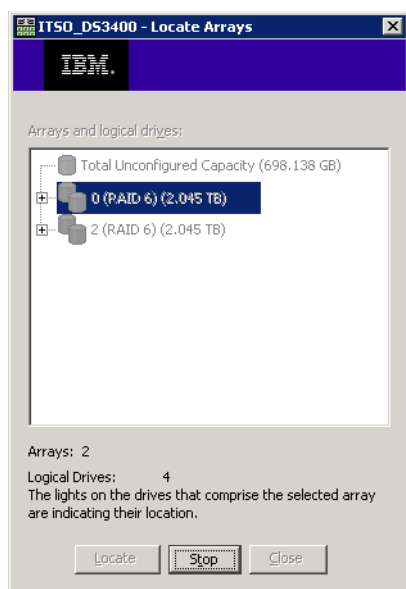 ITSO_DS3400 - Locate Arrays
IBM.
Arrays and logical drives:
Total Unconfigured Capacity (698.138 GB)
0 (RAID 6) (2.045 TB)
2 (RAID 6) (2.045 TB)
Arrays: 2
Logical Drives: 4
The lights on the drives that comprise the selected array
are indicating their location.
Locate Stop Close